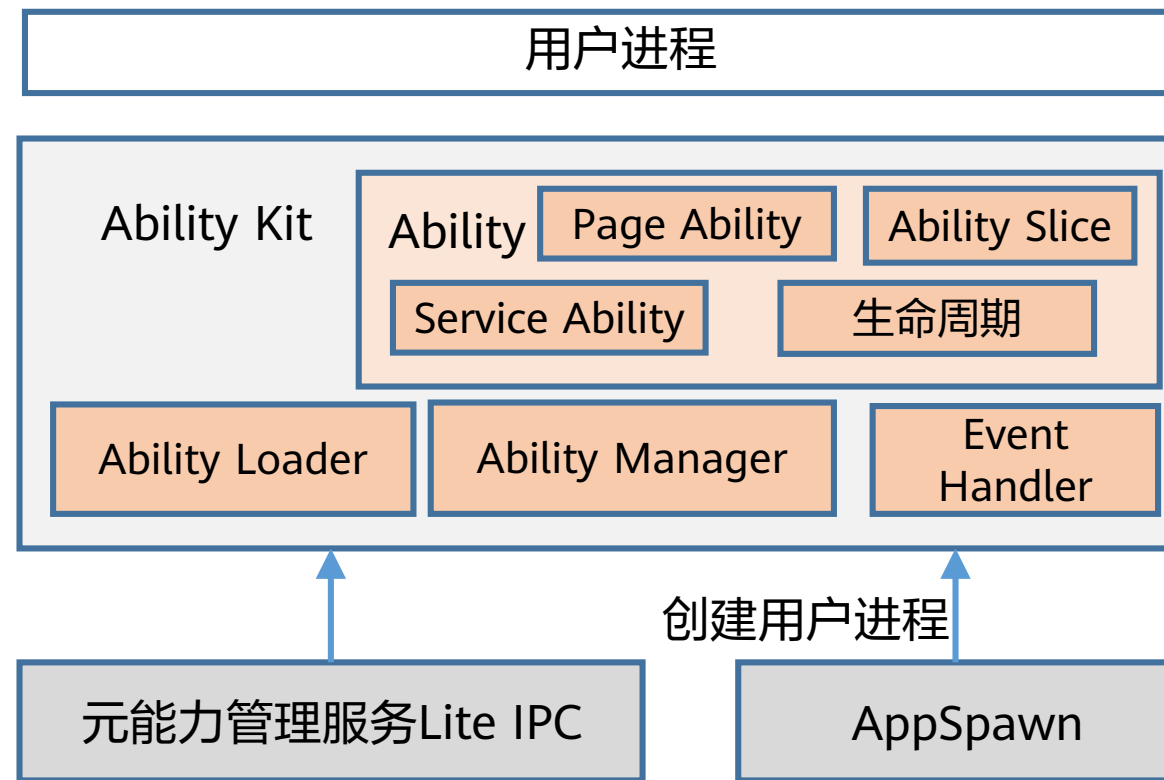 用户进程
Ability Kit
Ability
Page Ability
Ability Slice
Service Ability
生命周期
Ability Loader
Ability Manager
Event
Handler
创建用户进程
元能力管理服务Lite IPC
AppSpawn